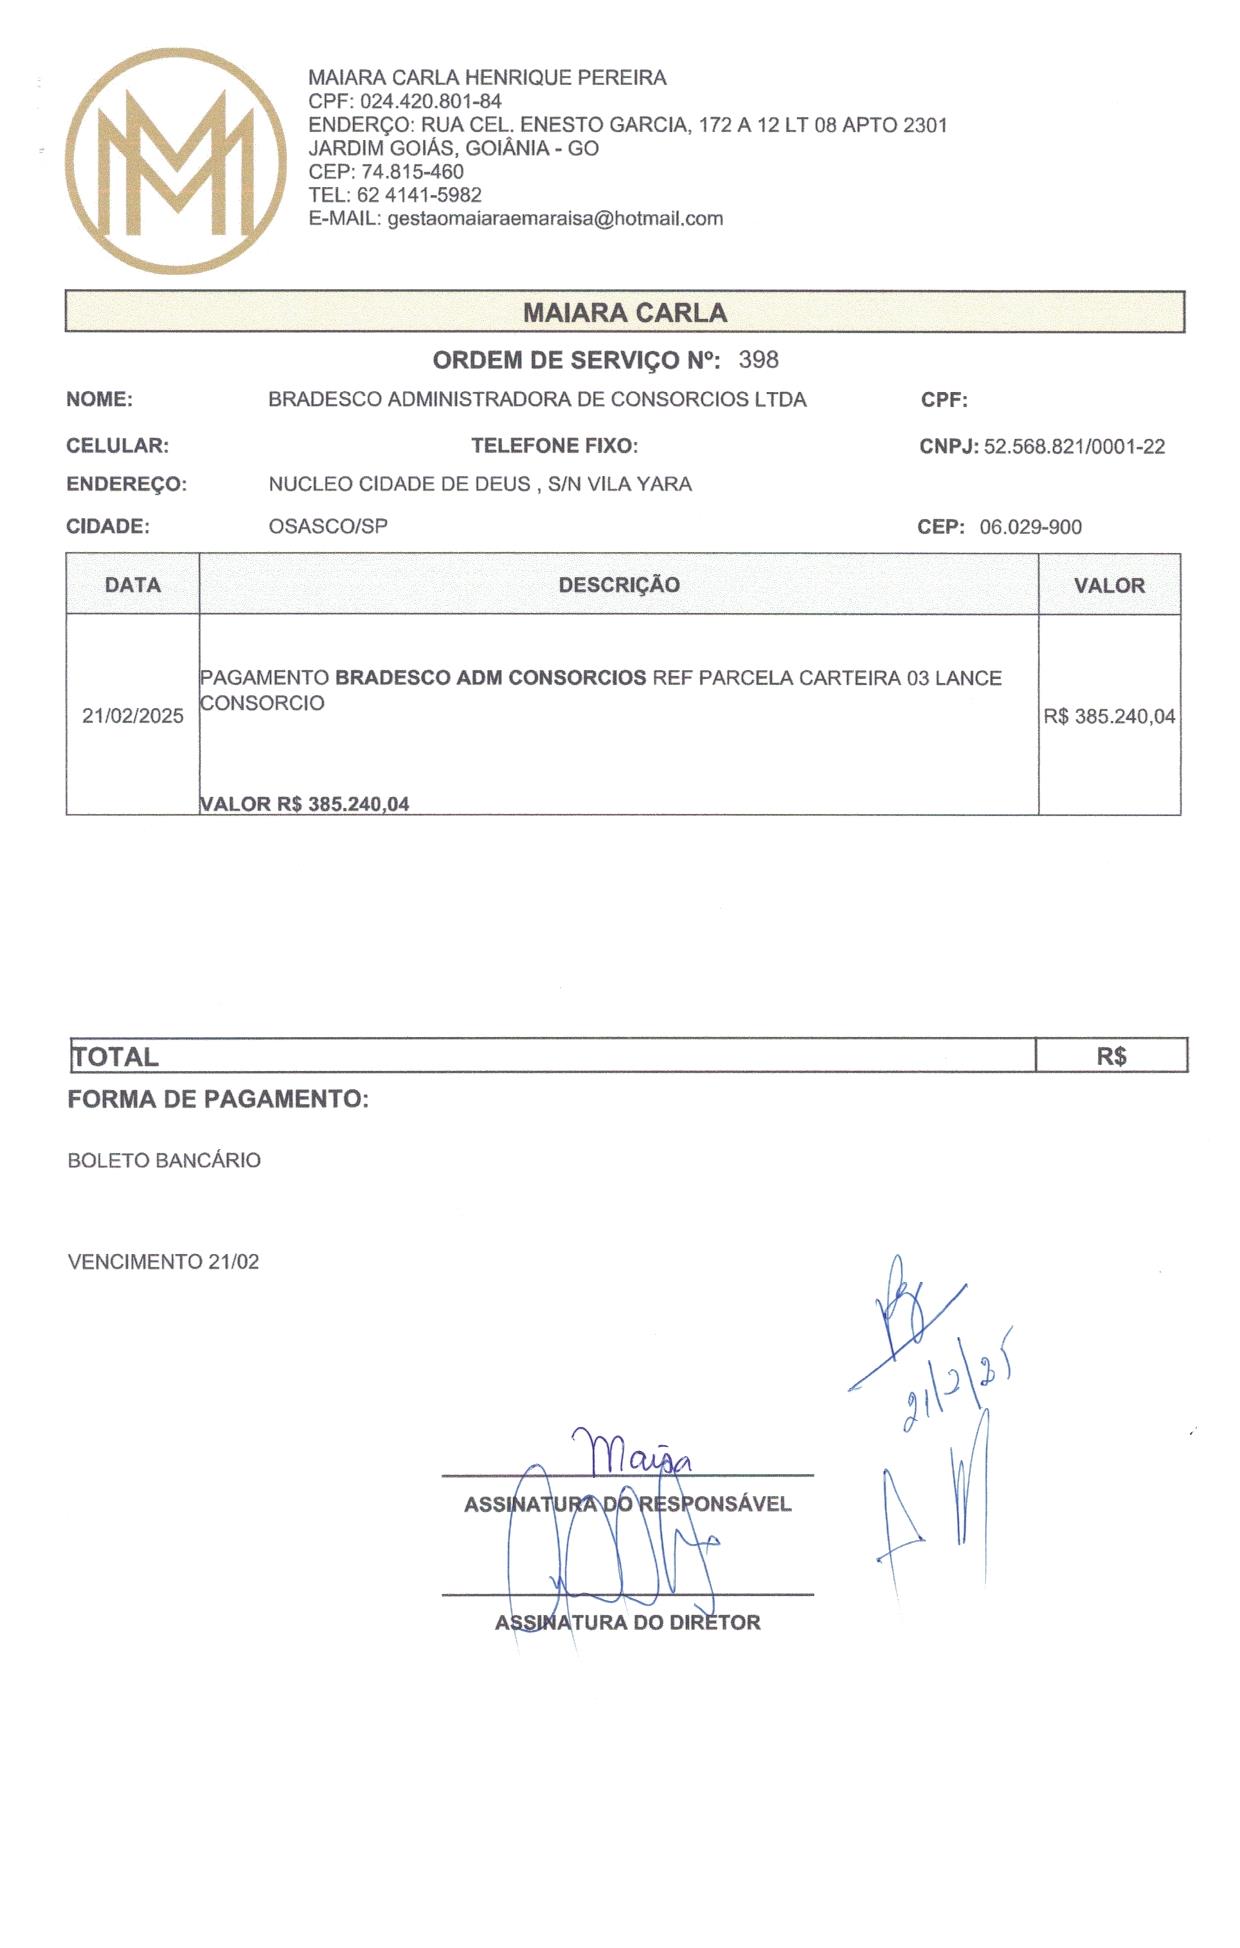 MAIARA CARLA HENRIQUE PEREIRA
CPF: 024.420.801-84
ENDERÇO: RUA CEL. ENESTO GARCIA, 172 A 12 LT 08 APTO 2301
JARDIM GOIÁS, GOIÂNIA - GO
CEP: 74.815-460
TEL: 62 4141-5982
E-MAIL: gestaomaiaraemaraisa@hotmail.com
MAIARA CARLA
ORDEM DE SERVIÇO Nº: 398
NOME: BRADESCO ADMINISTRADORA DE CONSORCIOS LTDA CPF:
CELULAR: TELEFONE FIXO: CNPJ: 52.568.821/0001-22
ENDEREÇO: NUCLEO CIDADE DE DEUS , S/N VILA YARA
CIDADE: OSASCO/SP CEP: 06.029-900
DATA DESCRIÇÃO VALOR
PAGAMENTO BRADESCO ADM CONSORCIOS REF PARCELA CARTEIRA 03 LANCE
CONSORCIO
21/02/2025 R$ 385.240,04
VALOR R$ 385.240,04
TOTAL R$
FORMA DE PAGAMENTO:
BOLETO BANCÁRIO
VENCIMENTO 21/02
21/2/25
ASSINATURA DO RESPONSÁVEL
ASSINATURA DO DIRETOR